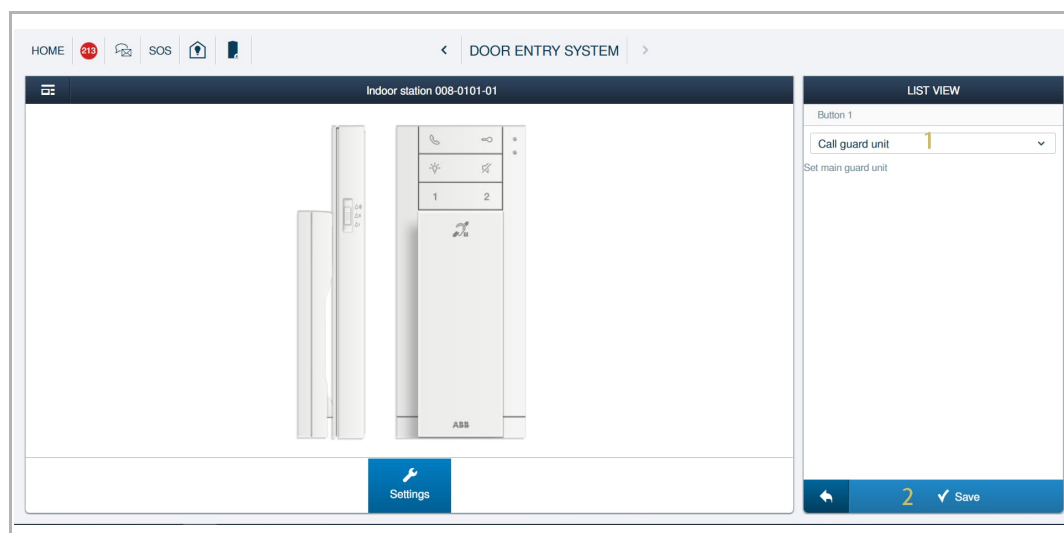 HOME 213 SOS DOOR ENTRY SYSTEM
Indoor station 008-0101-01
LIST VIEW
Button 1
Call guard unit 1
Set main guard unit
1 2
M
ABB
Settings
2 Save